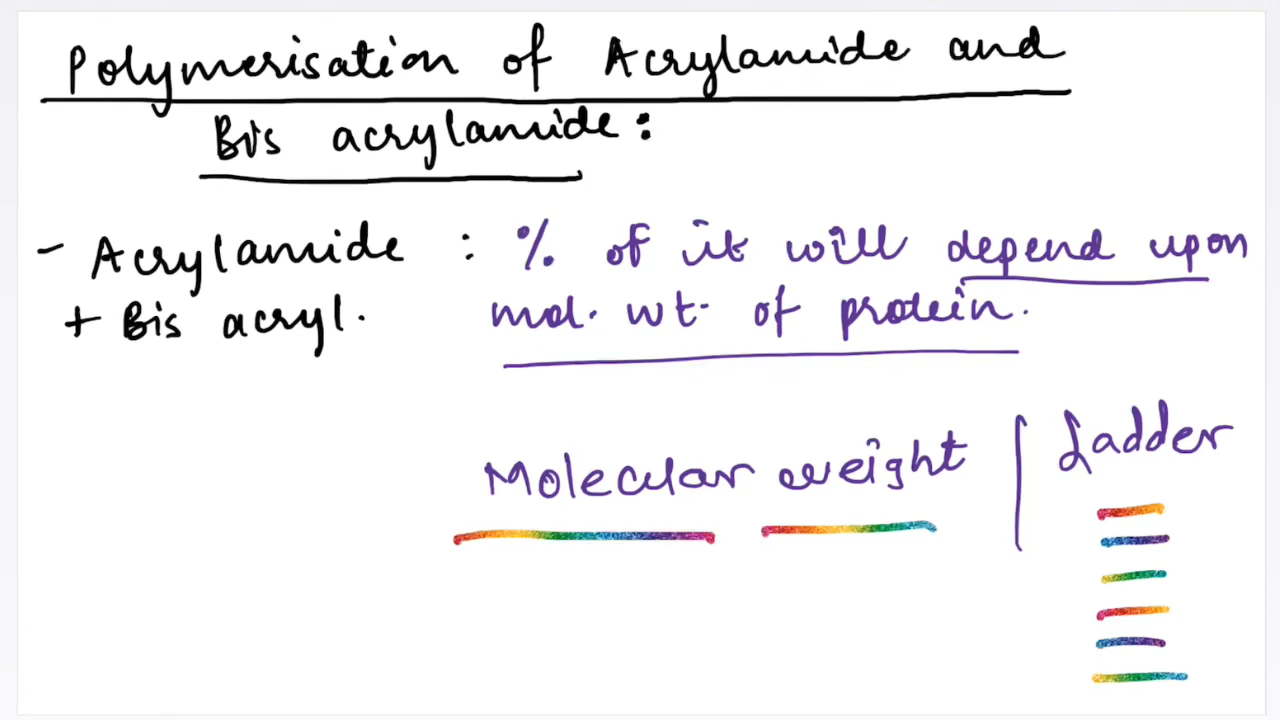 Polymerisation of Acrylamide and
Bis acrylamide:
- Acrylamide : % of it will depend upon
+ Bis acryl. mol. wt. of protein.
Molecular weight | Ladder